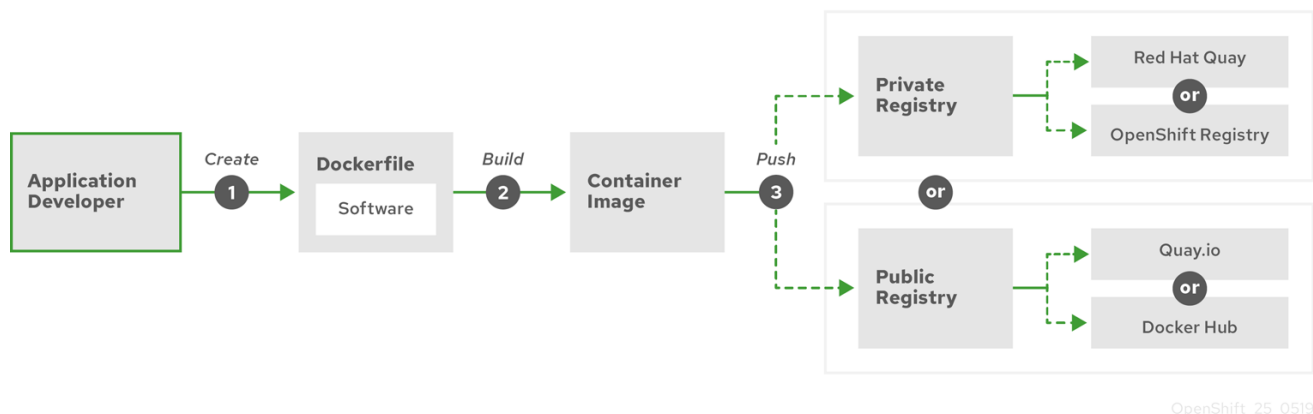 Application
Developer
Create
1
Dockerfile
Software
Build
2
Container
Image
Push
3
Private
Registry
Red Hat Quay
or
OpenShift Registry
or
Public
Registry
Quay.io
or
Docker Hub
OpenShift_25_0519